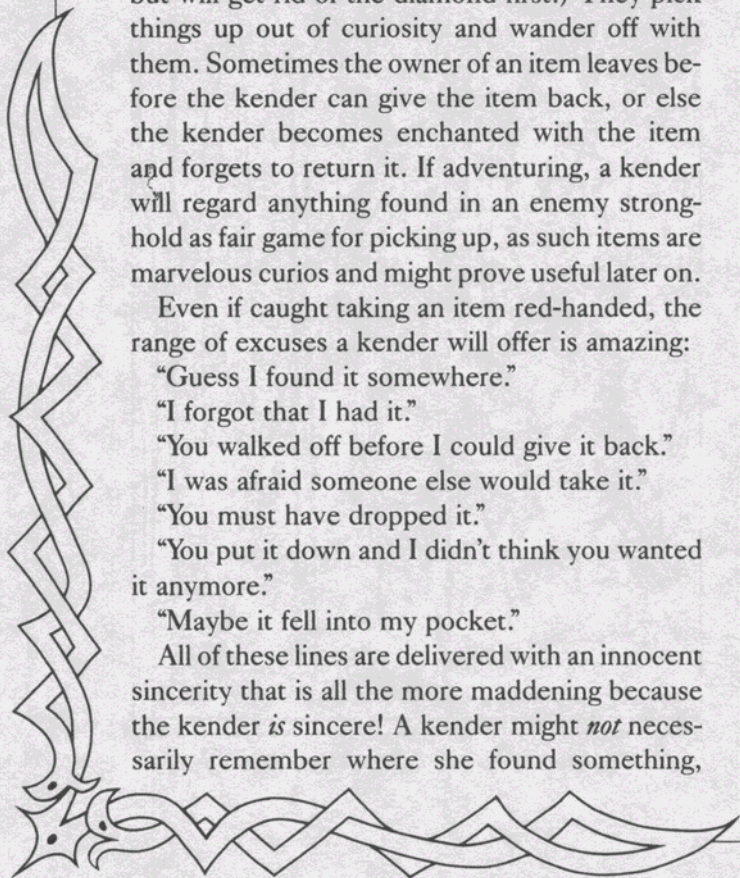 but will get rid of the diamond first.) They pick
things up out of curiosity and wander off with
them. Sometimes the owner of an item leaves be-
fore the kender can give the item back, or else
the kender becomes enchanted with the item
and forgets to return it. If adventuring, a kender
will regard anything found in an enemy strong-
hold as fair game for picking up, as such items are
marvelous curios and might prove useful later on.
Even if caught taking an item red-handed, the
range of excuses a kender will offer is amazing:
“Guess I found it somewhere.”
“I forgot that I had it.”
“You walked off before I could give it back.”
“I was afraid someone else would take it.”
“You must have dropped it.”
“You put it down and I didn’t think you wanted
it anymore.”
“Maybe it fell into my pocket.”
All of these lines are delivered with an innocent
sincerity that is all the more maddening because
the kender is sincere! A kender might not neces-
sarily remember where she found something,